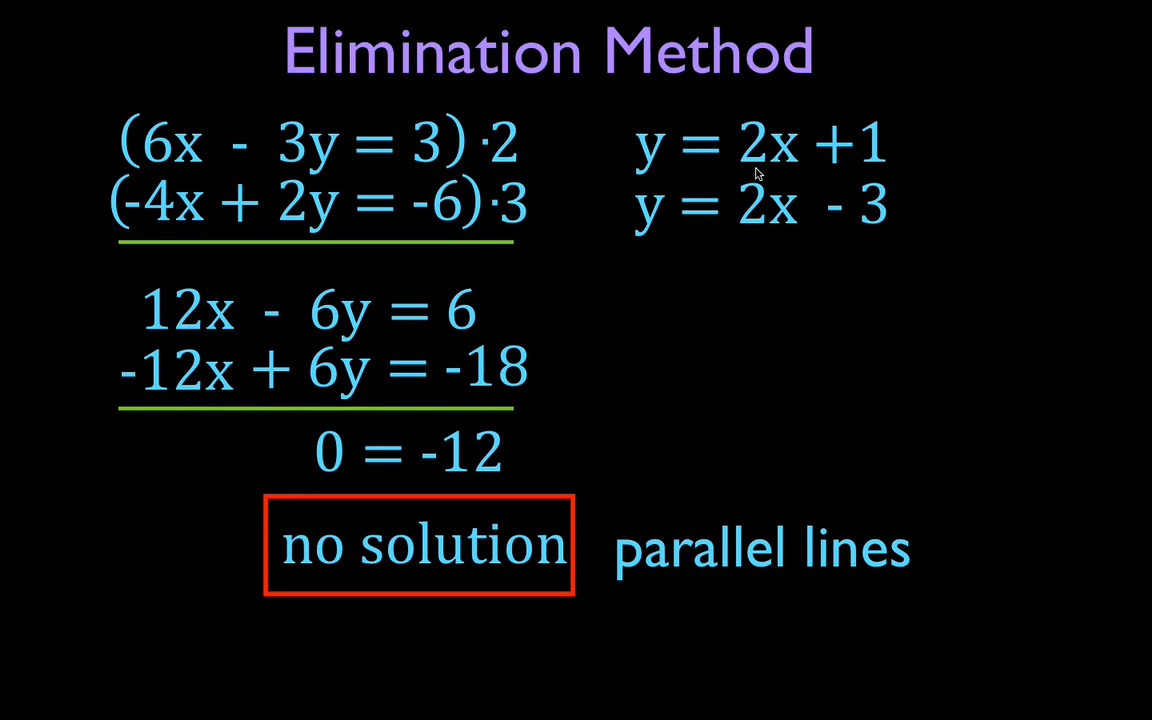 Elimination Method
(6x - 3y = 3) ·2
(-4x + 2y = -6) ·3
y = 2x +1
y = 2x - 3
12x - 6y = 6
-12x + 6y = -18
0 = -12
no solution
parallel lines